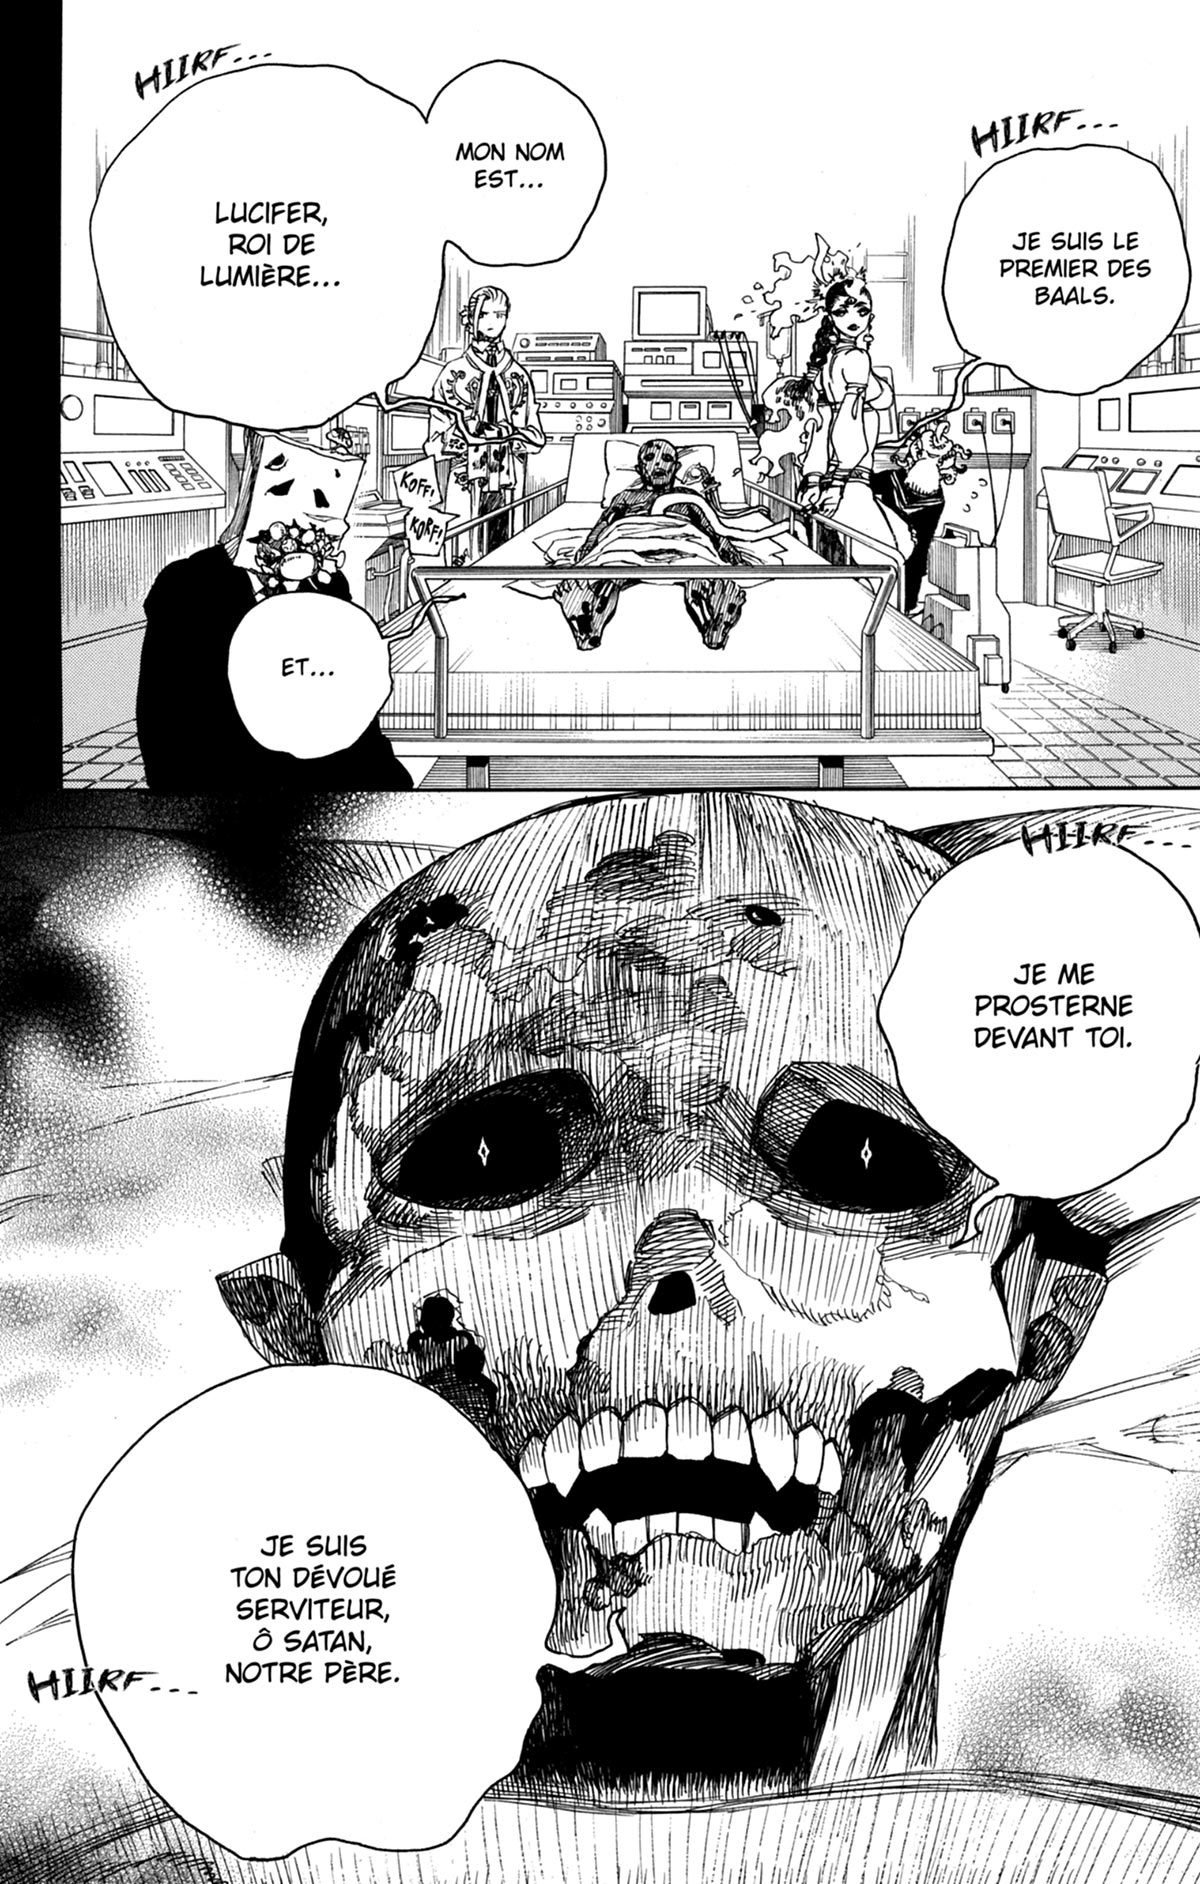 HIIRF...
MON NOM
EST...
LUCIFER,
ROI DE
LUMIÈRE...
HIIRF...
JE SUIS LE
PREMIER DES
BAALS.
KOFF!
KORF!
ET...
HIIRF...
JE ME
PROSTERNE
DEVANT TOI.
JE SUIS
TON DÉVOUÉ
SERVITEUR,
Ô SATAN,
NOTRE PÈRE.
HIIRF...